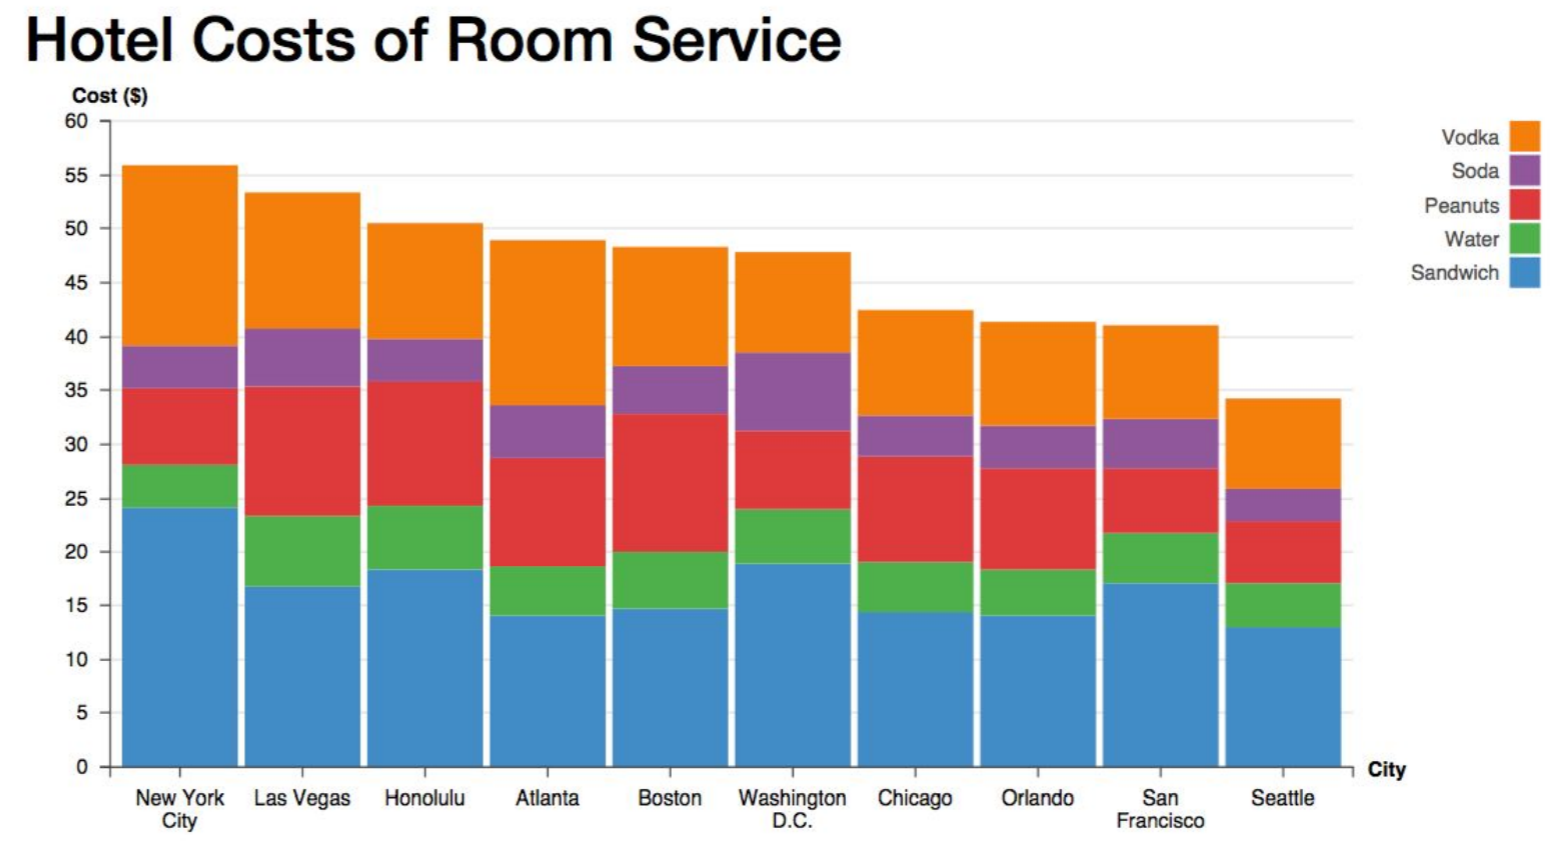 Hotel Costs of Room Service
Cost ($)
60
55
50
45
40
35
30
25
20
15
10
5
0
Vodka
Soda
Peanuts
Water
Sandwich
City
New York
City
Las Vegas
Honolulu
Atlanta
Boston
Washington
D.C.
Chicago
Orlando
San
Francisco
Seattle